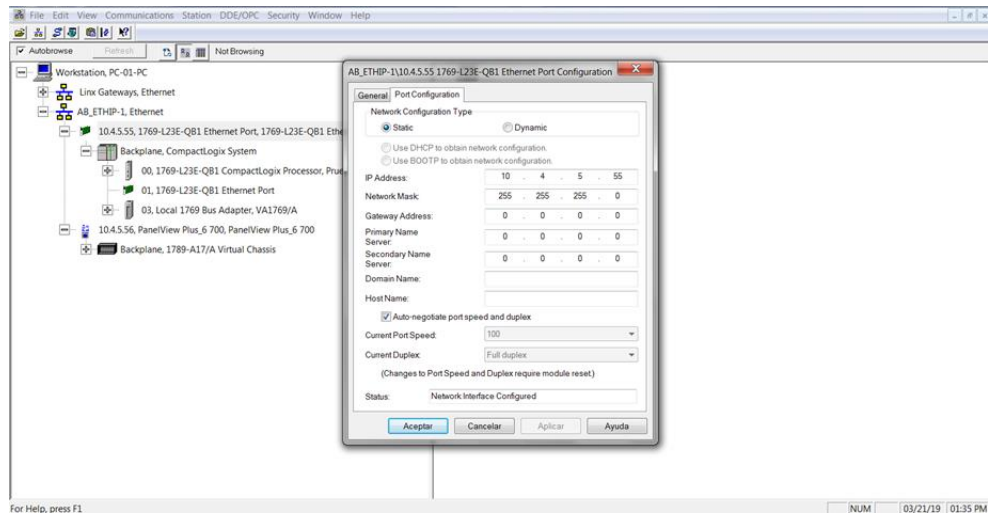 File Edit View Communications Station DDE/OPC Security Window Help
Autobrowse Refresh Not Browsing
Workstation, PC-01-PC
Linx Gateways, Ethernet
AB_ETHIP-1, Ethernet
10.4.5.55, 1769-L23E-QB1 Ethernet Port, 1769-L23E-QB1 Ethe
Backplane, CompactLogix System
00, 1769-L23E-QB1 CompactLogix Processor, Prue
01, 1769-L23E-QB1 Ethernet Port
03, Local 1769 Bus Adapter, VA1769/A
10.4.5.56, PanelView Plus_6 700, PanelView Plus_6 700
Backplane, 1789-A17/A Virtual Chassis
AB_ETHIP-1\10.4.5.55 1769-L23E-QB1 Ethernet Port Configuration
General Port Configuration
Network Configuration Type
Static Dynamic
Use DHCP to obtain network configuration.
Use BOOTP to obtain network configuration.
IP Address: 10 . 4 . 5 . 55
Network Mask: 255 . 255 . 255 . 0
Gateway Address: 0 . 0 . 0 . 0
Primary Name
Server: 0 . 0 . 0 . 0
Secondary Name
Server: 0 . 0 . 0 . 0
Domain Name:
Host Name:
Auto-negotiate port speed and duplex
Current Port Speed: 100
Current Duplex: Full duplex
(Changes to Port Speed and Duplex require module reset.)
Status: Network Interface Configured
Aceptar Cancelar Aplicar Ayuda
For Help, press F1 NUM 03/21/19 01:35 PM